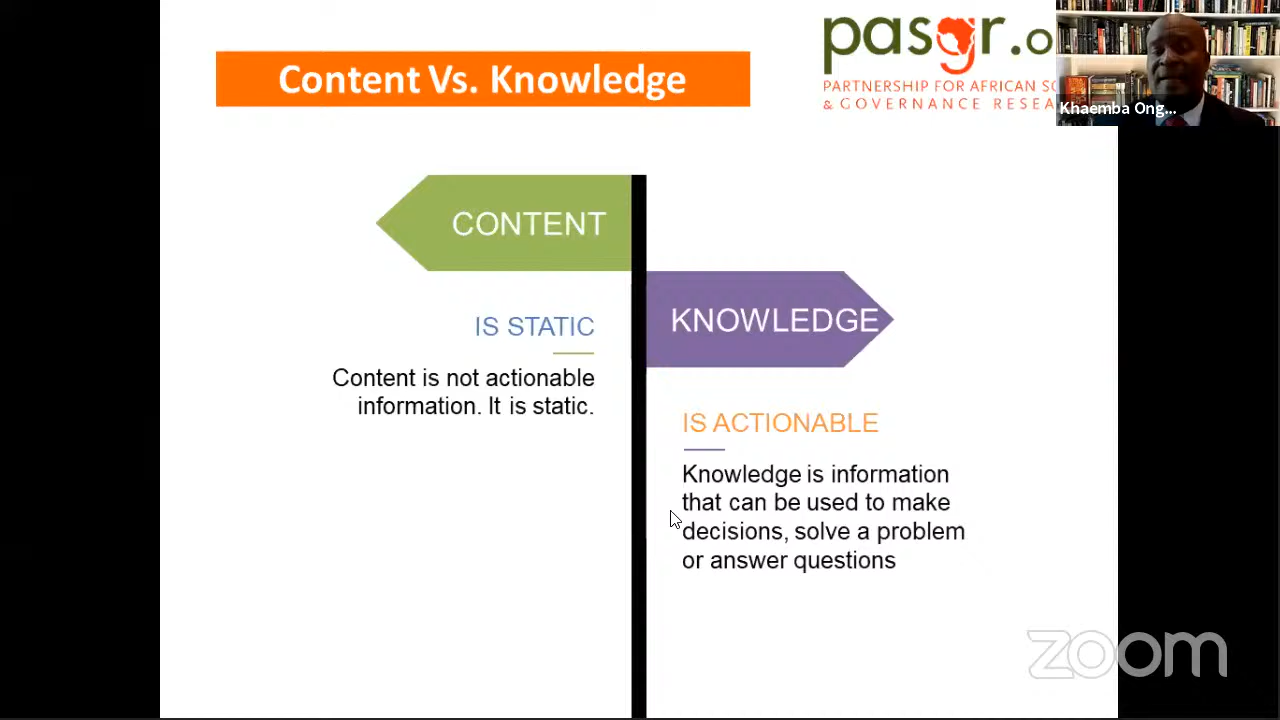 Content Vs. Knowledge
pasgr.o
PARTNERSHIP FOR AFRICAN SO
& GOVERNANCE RESEA
Khaemba Ong...
CONTENT
IS STATIC
Content is not actionable
information. It is static.
KNOWLEDGE
IS ACTIONABLE
Knowledge is information
that can be used to make
decisions, solve a problem
or answer questions
zoom